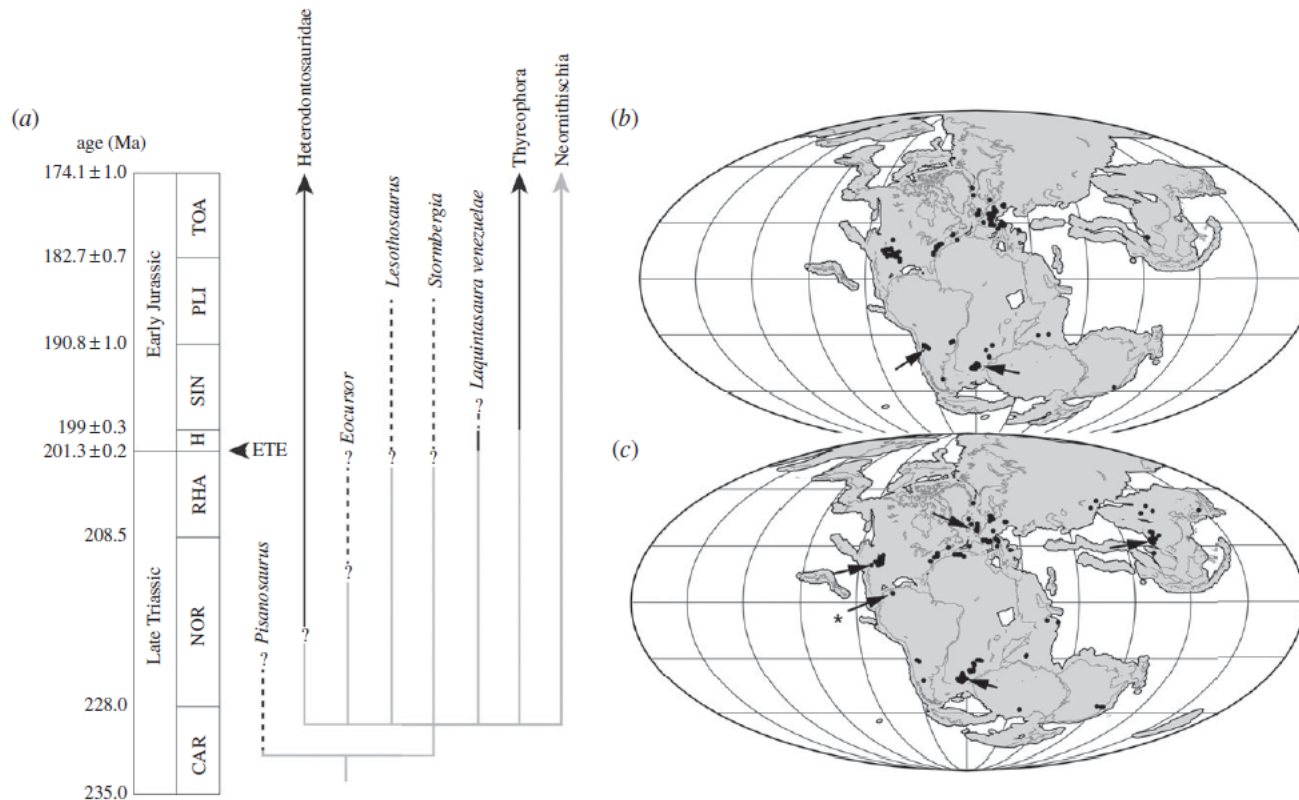 (a)
age (Ma)
174.1 ± 1.0
182.7 ± 0.7
190.8 ± 1.0
199 ± 0.3
201.3 ± 0.2
208.5
228.0
235.0
Early Jurassic
Late Triassic
TOA
PLI
SIN
H
RHA
NOR
CAR
ETE
? Pisanosaurus
Heterodontosauridae
?
? Eocursor
?
Lesothosaurus
?
Stormbergia
?
Laquintasaura venezuelae
?
Thyreophora
Neornithischia
(b)
(c)
*